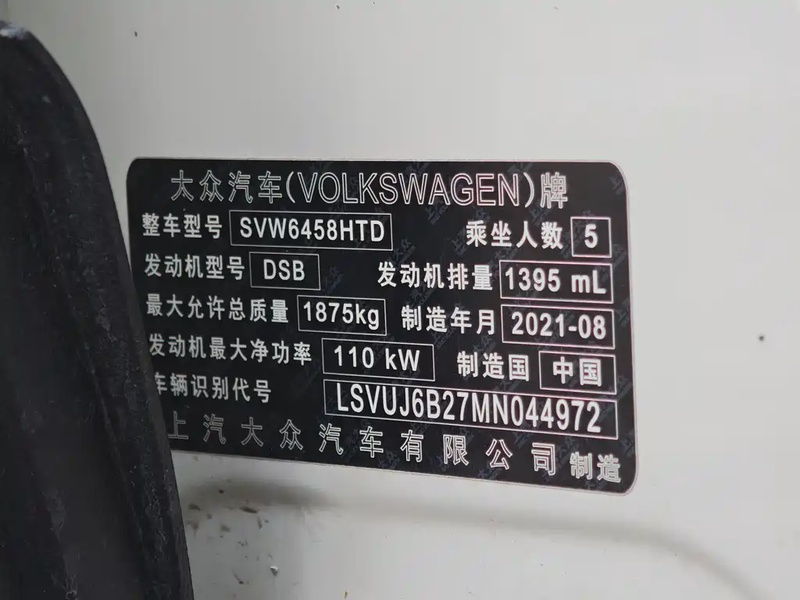 大众汽车(VOLKSWAGEN)牌
整车型号 SVW6458HTD 乘坐人数 5
发动机型号 DSB 发动机排量 1395 mL
最大允许总质量 1875kg 制造年月 2021-08
发动机最大净功率 110 kW 制造国 中国
车辆识别代号 LSVUJ6B27MN044972
上汽大众汽车有限公司 制造